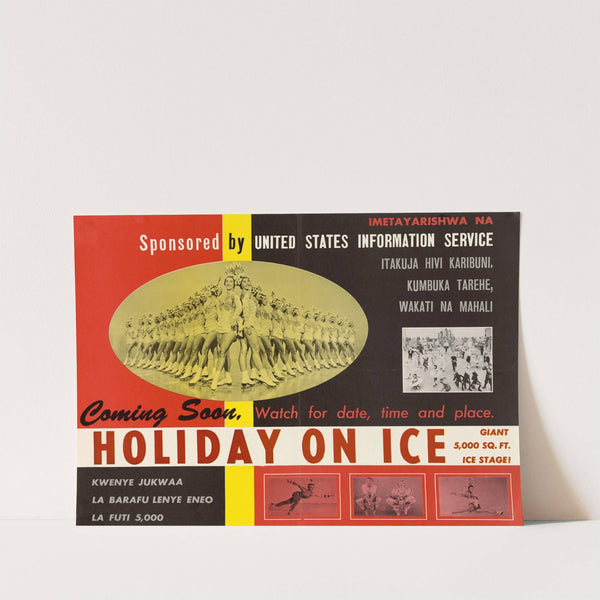 IMETAYARISHWA NA
Sponsored by UNITED STATES INFORMATION SERVICE
ITAKUJA HIVI KARIBUNI,
KUMBUKA TAREHE,
WAKATI NA MAHALI
Coming Soon. Watch for date, time and place.
HOLIDAY ON ICE
GIANT
5,000 SQ. FT.
ICE STAGE!
KWENYE JUKWAA
LA BARAFU LENYE ENEO
LA FUTI 5,000